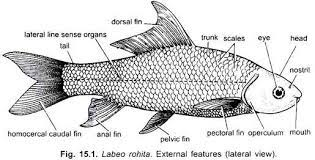 dorsal fin
lateral line sense organs
trunk
scales
eye
head
tail
nostril
homocercal caudal fin
anal fin
pelvic fin
pectoral fin
operculum
mouth
Fig. 15.1. Labeo rohita. External features (lateral view).